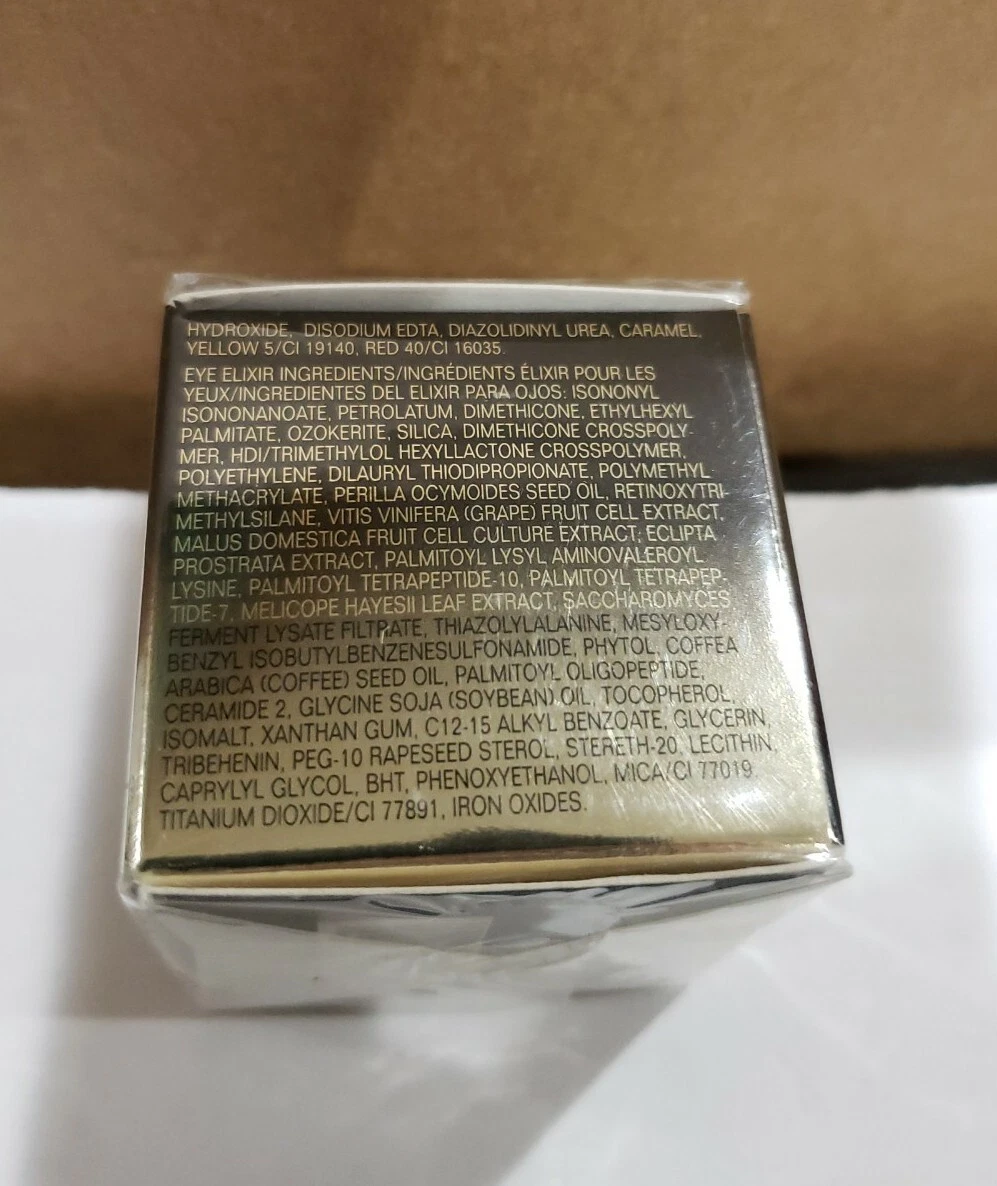 HYDROXIDE, DISODIUM EDTA, DIAZOLIDINYL UREA, CARAMEL,
YELLOW 5/CI 19140, RED 40/CI 16035.
EYE ELIXIR INGREDIENTS/INGRÉDIENTS ÉLIXIR POUR LES
YEUX/INGREDIENTES DEL ELIXIR PARA OJOS: ISONONYL
ISONONANOATE, PETROLATUM, DIMETHICONE, ETHYLHEXYL
PALMITATE, OZOKERITE, SILICA, DIMETHICONE CROSSPOLY-
MER, HDI/TRIMETHYLOL HEXYLLACTONE CROSSPOLYMER,
POLYETHYLENE, DILAURYL THIODIPROPIONATE, POLYMETHYL
METHACRYLATE, PERILLA OCYMOIDES SEED OIL, RETINOXYTRI-
METHYLSILANE, VITIS VINIFERA (GRAPE) FRUIT CELL EXTRACT,
MALUS DOMESTICA FRUIT CELL CULTURE EXTRACT, ECLIPTA
PROSTRATA EXTRACT, PALMITOYL LYSYL AMINOVALEROYL
LYSINE, PALMITOYL TETRAPEPTIDE-10, PALMITOYL TETRAPEP-
TIDE-7, MELICOPE HAYESII LEAF EXTRACT, SACCHAROMYCES
FERMENT LYSATE FILTRATE, THIAZOLYLALANINE, MESYLOXY-
BENZYL ISOBUTYLBENZENESULFONAMIDE, PHYTOL, COFFEA
ARABICA (COFFEE) SEED OIL, PALMITOYL OLIGOPEPTIDE,
CERAMIDE 2, GLYCINE SOJA (SOYBEAN) OIL, TOCOPHEROL,
ISOMALT, XANTHAN GUM, C12-15 ALKYL BENZOATE, GLYCERIN,
TRIBEHENIN, PEG-10 RAPESEED STEROL, STERETH-20, LECITHIN,
CAPRYLYL GLYCOL, BHT, PHENOXYETHANOL, MICA/CI 77019,
TITANIUM DIOXIDE/CI 77891, IRON OXIDES.